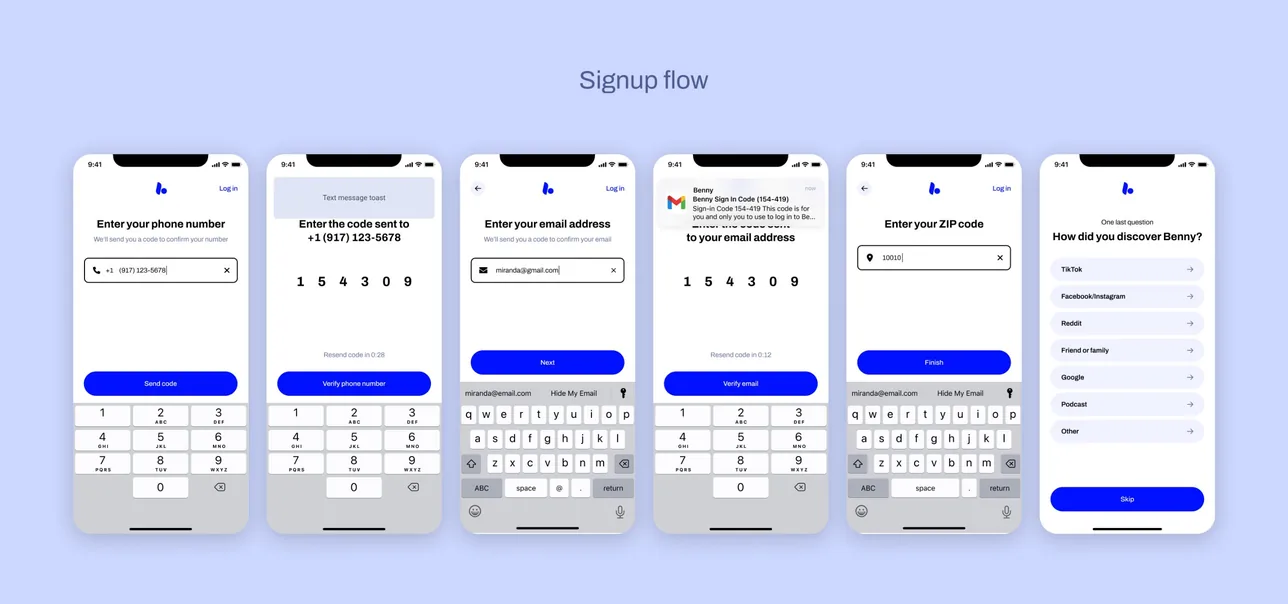 Signup flow
9:41
Log in
Enter your phone number
We'll send you a code to confirm your number
+1 (917) 123-5678
Send code
1
2
ABC
3
DEF
4
GHI
5
JKL
6
MNO
7
PQRS
8
TUV
9
WXYZ
0
9:41
Text message toast
Enter the code sent to
+1 (917) 123-5678
1 5 4 3 0 9
Resend code in 0:28
Verify phone number
1
2
ABC
3
DEF
4
GHI
5
JKL
6
MNO
7
PQRS
8
TUV
9
WXYZ
0
9:41
Log in
Enter your email address
We'll send you a code to confirm your email
miranda@gmail.com
Next
miranda@email.com Hide My Email
q w e r t y u i o p
a s d f g h j k l
z x c v b n m
ABC space @ . return
9:41
Benny now
Benny Sign In Code (154-419)
Sign-in Code 154-419 This code is for
you and only you to use to log in to Be...
Enter the code sent
to your email address
1 5 4 3 0 9
Resend code in 0:12
Verify email
1
2
ABC
3
DEF
4
GHI
5
JKL
6
MNO
7
PQRS
8
TUV
9
WXYZ
0
9:41
Log in
Enter your ZIP code
10010
Finish
miranda@email.com Hide My Email
q w e r t y u i o p
a s d f g h j k l
z x c v b n m
ABC space . return
9:41
One last question
How did you discover Benny?
TikTok
Facebook/Instagram
Reddit
Friend or family
Google
Podcast
Other
Skip